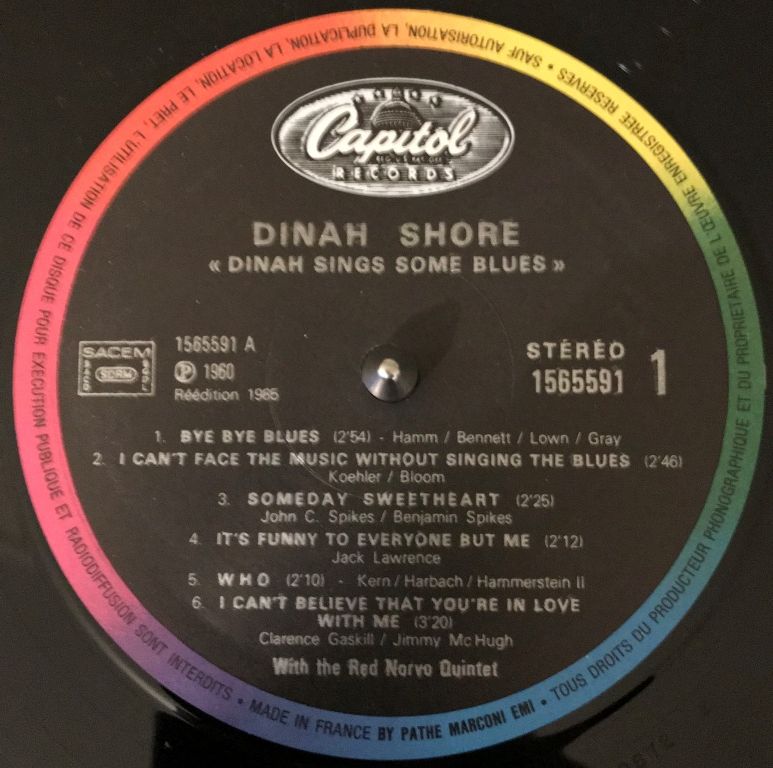 Capitol
REG. U.S. PAT. OFF.
RECORDS
DINAH SHORE
« DINAH SINGS SOME BLUES »
SACEM
SDRM
1565591 A
Ⓟ 1960
Réédition 1985
STÉRÉO
1565591
1
1. BYE BYE BLUES (2'54) - Hamm / Bennett / Lown / Gray
2. I CAN'T FACE THE MUSIC WITHOUT SINGING THE BLUES (2'46)
Koehler / Bloom
3. SOMEDAY SWEETHEART (2'25)
John C. Spikes / Benjamin Spikes
4. IT'S FUNNY TO EVERYONE BUT ME (2'12)
Jack Lawrence
5. WHO (2'10) - Kern / Harbach / Hammerstein II
6. I CAN'T BELIEVE THAT YOU'RE IN LOVE
WITH ME (3'20)
Clarence Gaskill / Jimmy Mc Hugh
With the Red Norvo Quintet
• MADE IN FRANCE BY PATHE MARCONI EMI • TOUS DROITS DU PRODUCTEUR PHONOGRAPHIQUE ET DU PROPRIETAIRE DE L'ŒUVRE ENREGISTREE RESERVES • SAUF AUTORISATION, LA DUPLICATION, LA LOCATION, LE PRET, L'UTILISATION DE CE DISQUE POUR EXECUTION PUBLIQUE ET RADIODIFFUSION SONT INTERDITS